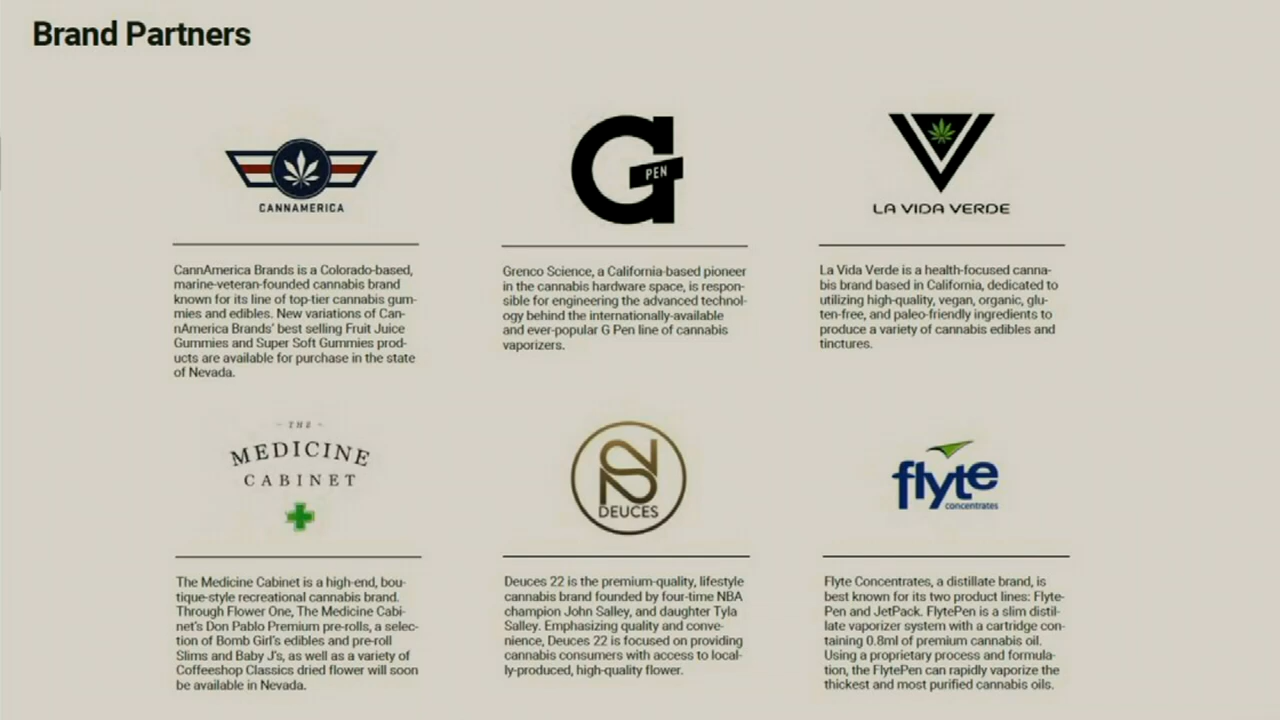 Brand Partners
CANNAMERICA
CannAmerica Brands is a Colorado-based,
marine-veteran-founded cannabis brand
known for its line of top-tier cannabis gum-
mies and edibles. New variations of Can-
nAmerica Brands' best selling Fruit Juice
Gummies and Super Soft Gummies prod-
ucts are available for purchase in the state
of Nevada.
G PEN
Grenco Science, a California-based pioneer
in the cannabis hardware space, is respon-
sible for engineering the advanced technol-
ogy behind the internationally-available
and ever-popular G Pen line of cannabis
vaporizers.
LA VIDA VERDE
La Vida Verde is a health-focused canna-
bis brand based in California, dedicated to
utilizing high-quality, vegan, organic, glu-
ten-free, and paleo-friendly ingredients to
produce a variety of cannabis edibles and
tinctures.
- THE -
MEDICINE
CABINET
The Medicine Cabinet is a high-end, bou-
tique-style recreational cannabis brand.
Through Flower One, The Medicine Cabi-
net's Don Pablo Premium pre-rolls, a selec-
tion of Bomb Girl's edibles and pre-roll
Slims and Baby J's, as well as a variety of
Coffeeshop Classics dried flower will soon
be available in Nevada.
22
DEUCES
Deuces 22 is the premium-quality, lifestyle
cannabis brand founded by four-time NBA
champion John Salley, and daughter Tyla
Salley. Emphasizing quality and conve-
nience, Deuces 22 is focused on providing
cannabis consumers with access to local-
ly-produced, high-quality flower.
flyte
concentrates
Flyte Concentrates, a distillate brand, is
best known for its two product lines: Flyte-
Pen and JetPack. FlytePen is a slim distil-
late vaporizer system with a cartridge con-
taining 0.8ml of premium cannabis oil.
Using a proprietary process and formula-
tion, the FlytePen can rapidly vaporize the
thickest and most purified cannabis oils.